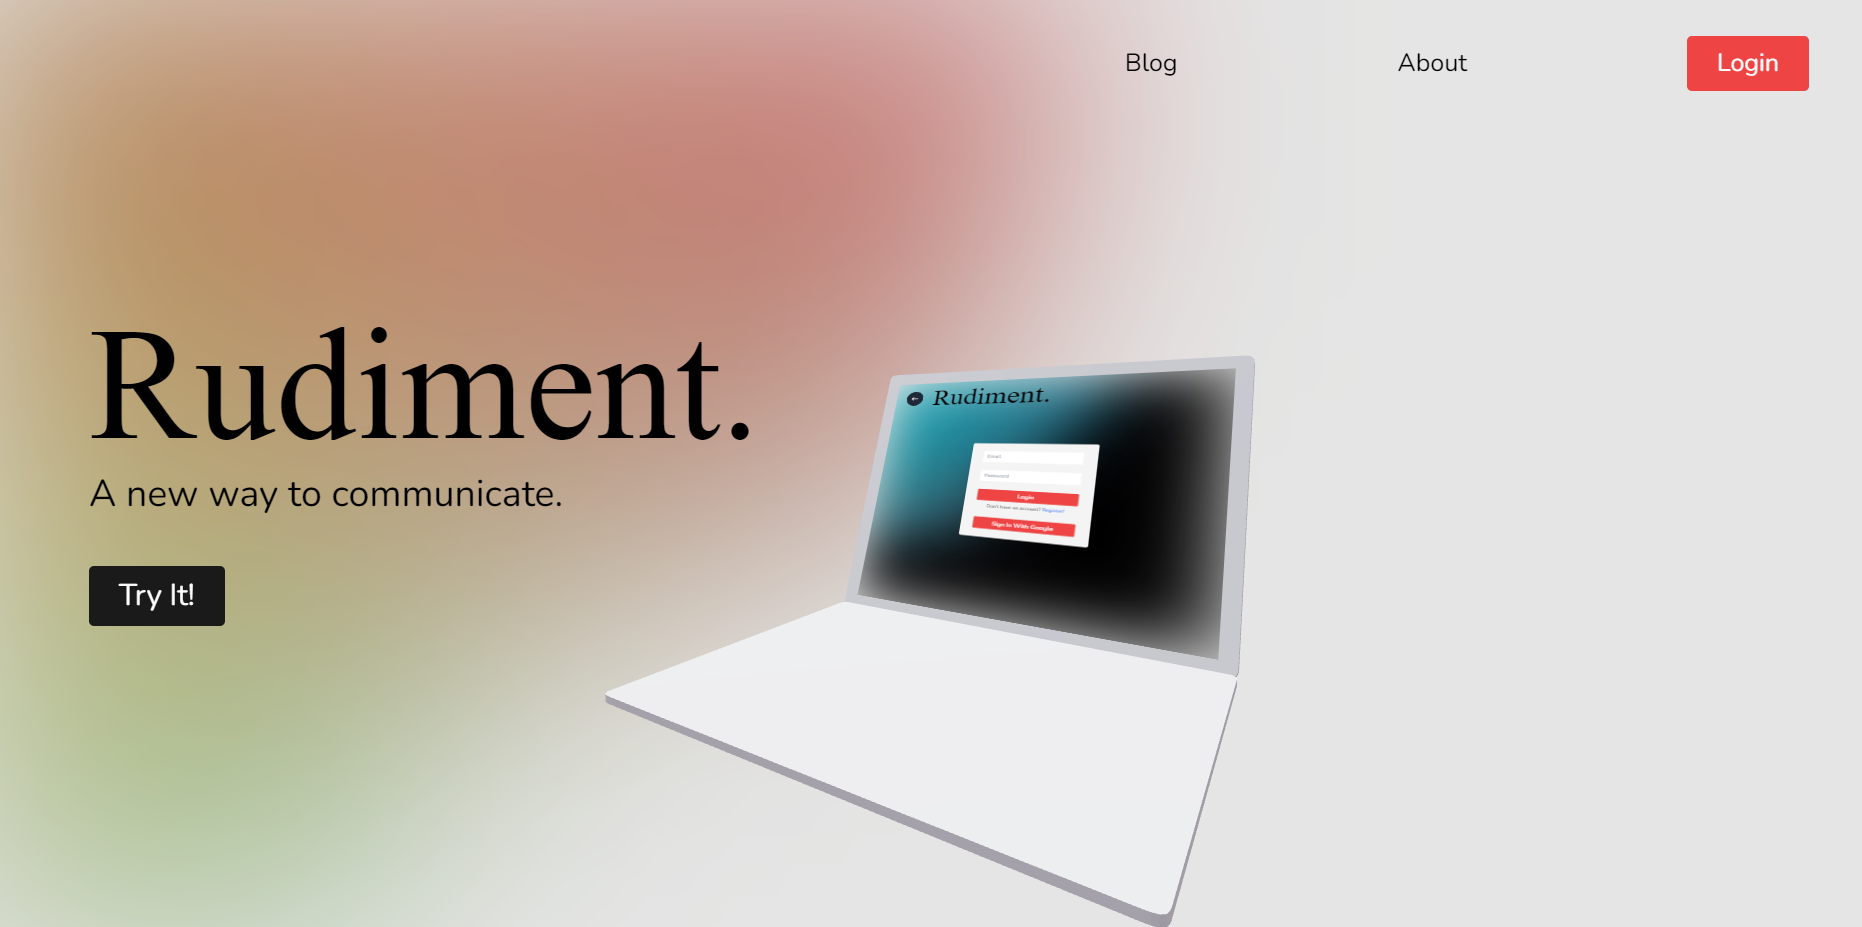 Blog
About
Login
Rudiment.
A new way to communicate.
Try It!
Rudiment.
Email
Password
Login
Don't have an account? Register!
Sign In With Google